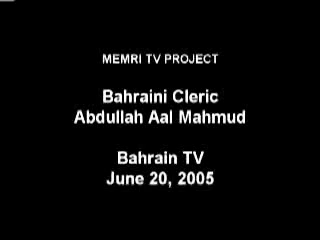 MEMRI TV PROJECT
Bahraini Cleric
Abdullah Aal Mahmud
Bahrain TV
June 20, 2005